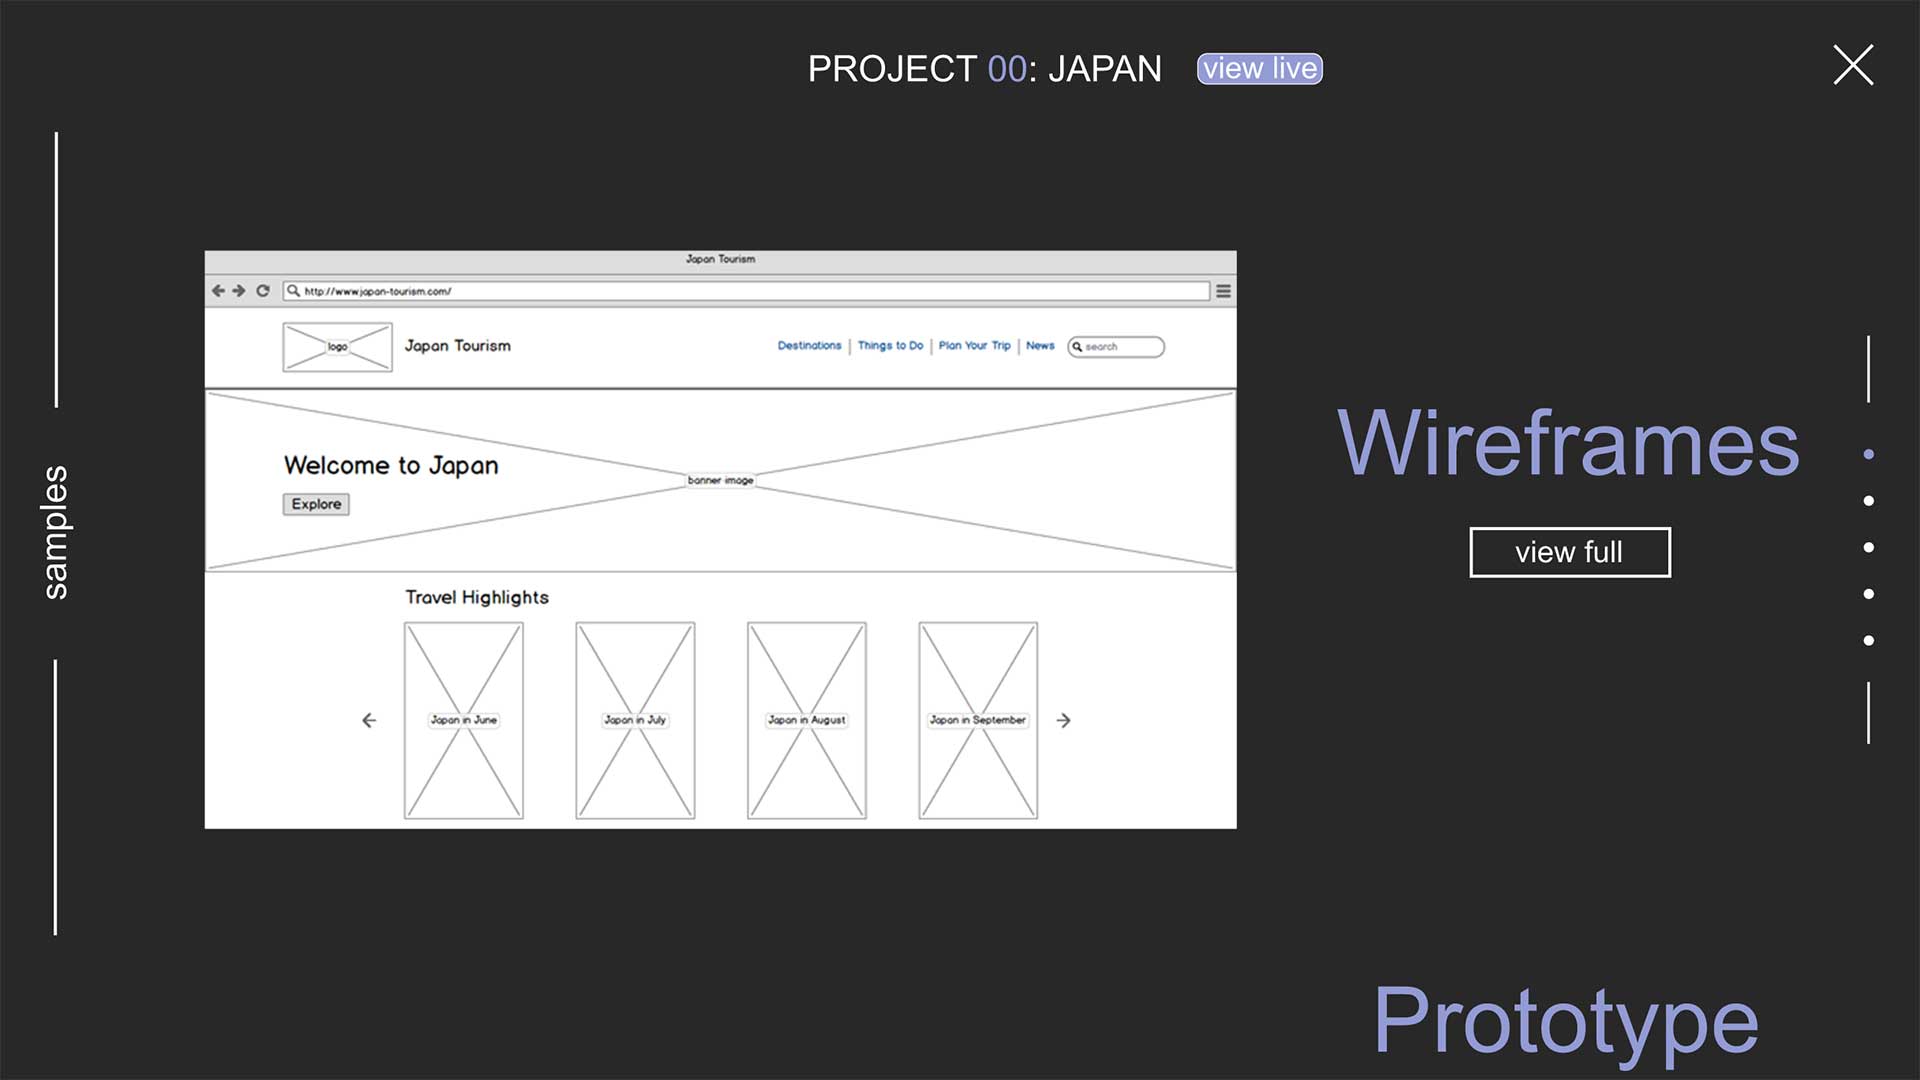 PROJECT 00: JAPAN
view live
samples
Japan Tourism
http://www.japan-tourism.com/
logo
Japan Tourism
Destinations | Things to Do | Plan Your Trip | News
search
Welcome to Japan
banner image
Explore
Travel Highlights
Japan in June
Japan in July
Japan in August
Japan in September
Wireframes
view full
Prototype